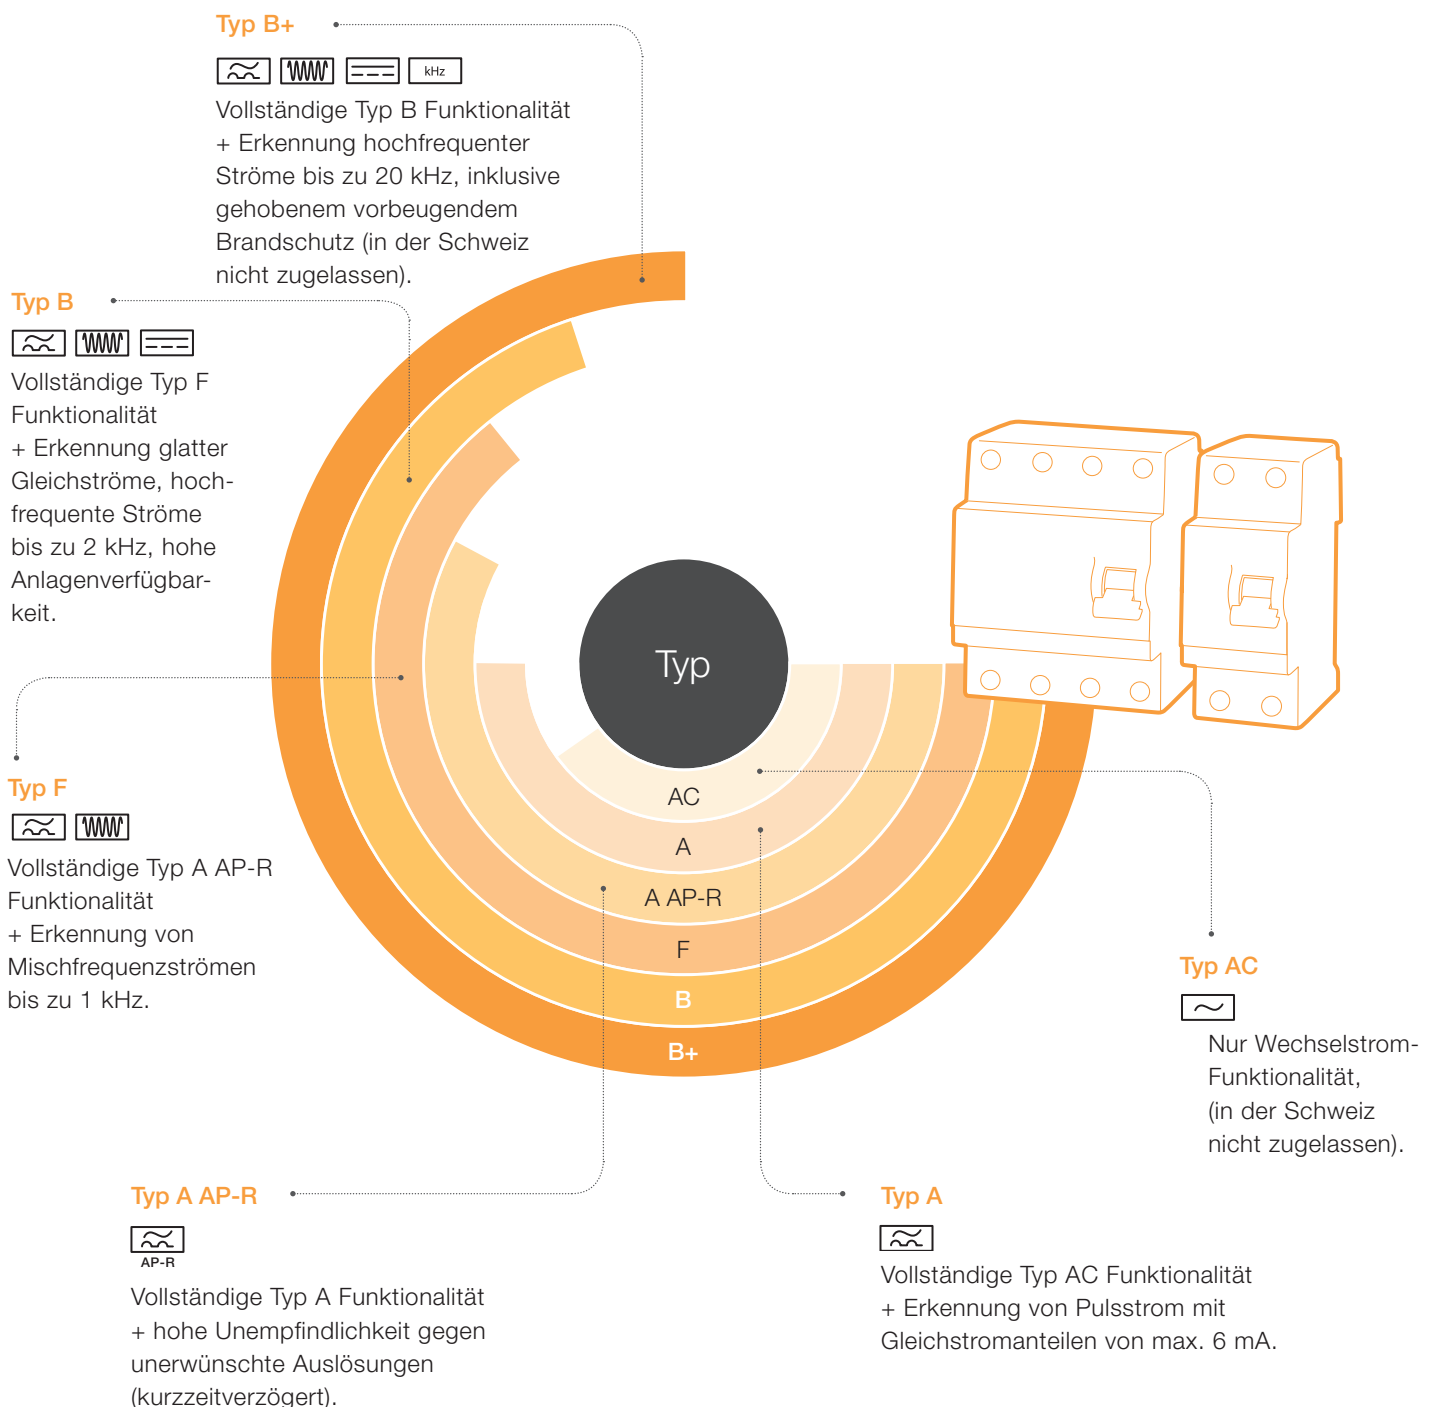 Typ B+
kHz
Vollständige Typ B Funktionalität
+ Erkennung hochfrequenter
Ströme bis zu 20 kHz, inklusive
gehobenem vorbeugendem
Brandschutz (in der Schweiz
nicht zugelassen).
Typ B
Vollständige Typ F
Funktionalität
+ Erkennung glatter
Gleichströme, hoch-
frequente Ströme
bis zu 2 kHz, hohe
Anlagenverfügbar-
keit.
Typ F
Vollständige Typ A AP-R
Funktionalität
+ Erkennung von
Mischfrequenzströmen
bis zu 1 kHz.
Typ
AC
A
A AP-R
F
B
B+
Typ AC
Nur Wechselstrom-
Funktionalität,
(in der Schweiz
nicht zugelassen).
Typ A AP-R
AP-R
Vollständige Typ A Funktionalität
+ hohe Unempfindlichkeit gegen
unerwünschte Auslösungen
(kurzzeitverzögert).
Typ A
Vollständige Typ AC Funktionalität
+ Erkennung von Pulsstrom mit
Gleichstromanteilen von max. 6 mA.